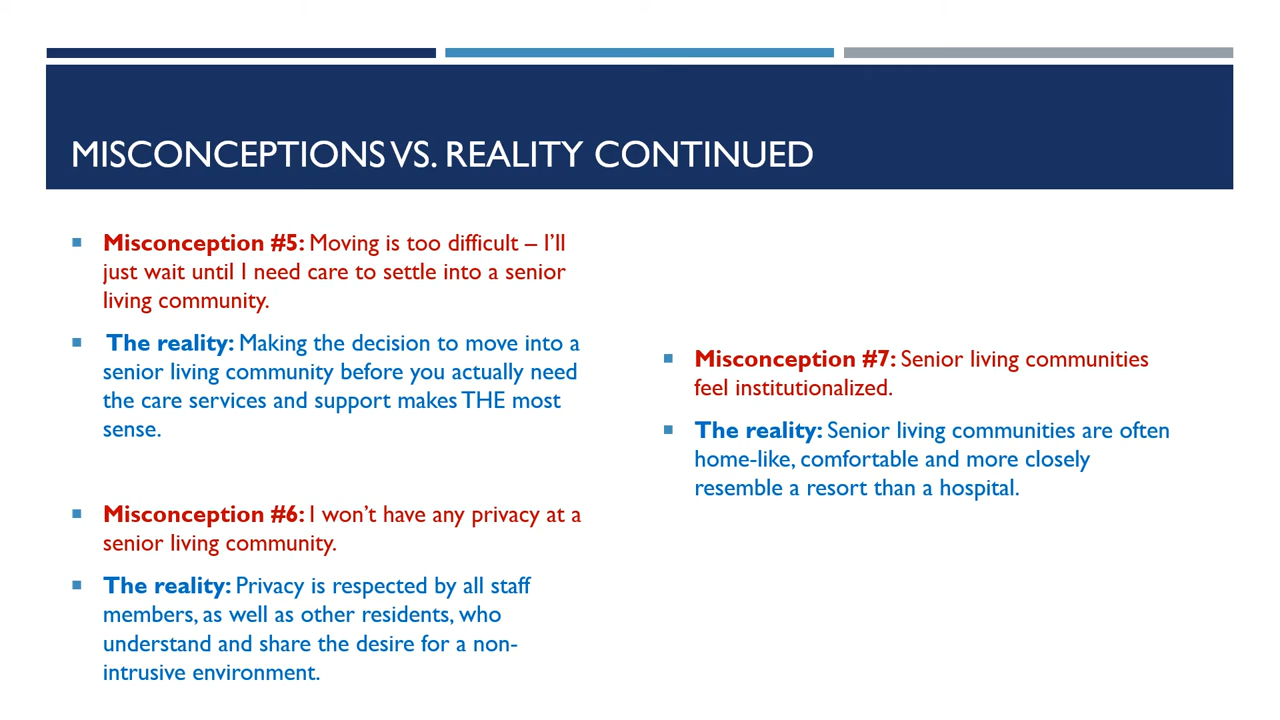 MISCONCEPTIONS VS. REALITY CONTINUED
Misconception #5: Moving is too difficult – I’ll
just wait until I need care to settle into a senior
living community.
The reality: Making the decision to move into a
senior living community before you actually need
the care services and support makes THE most
sense.
Misconception #6: I won’t have any privacy at a
senior living community.
The reality: Privacy is respected by all staff
members, as well as other residents, who
understand and share the desire for a non-
intrusive environment.
Misconception #7: Senior living communities
feel institutionalized.
The reality: Senior living communities are often
home-like, comfortable and more closely
resemble a resort than a hospital.